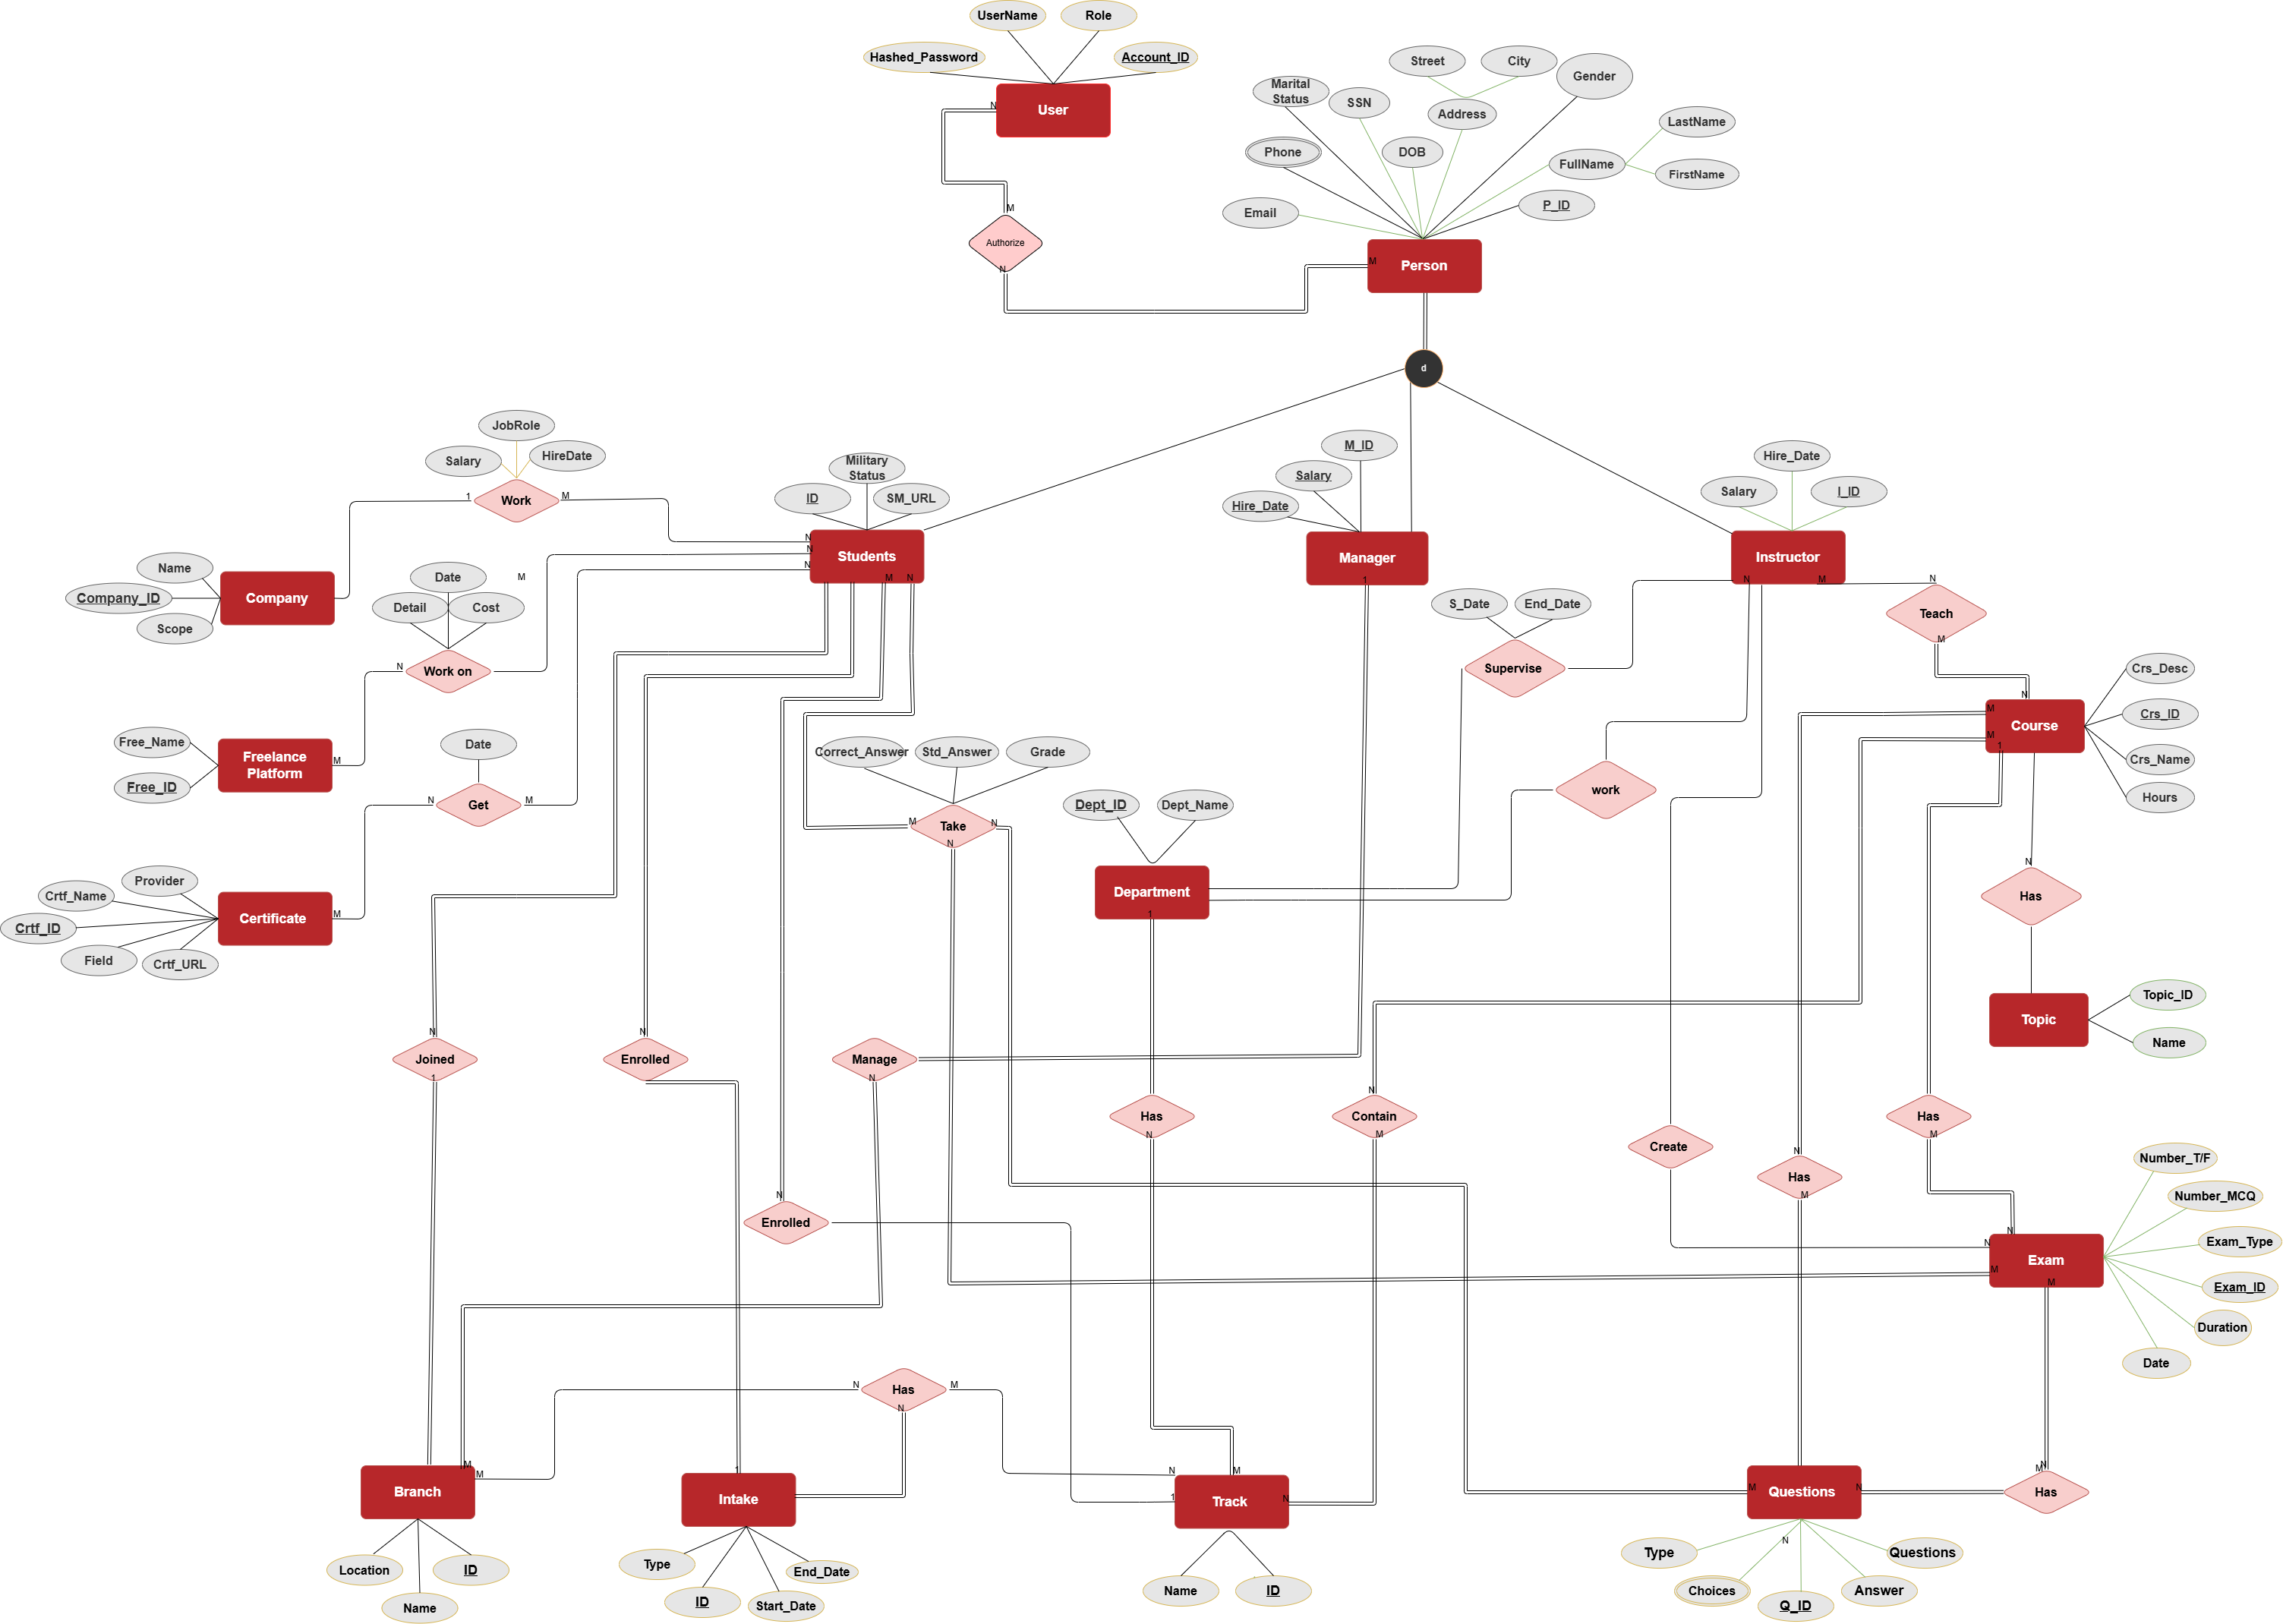 UserName
Role
Hashed_Password
Account_ID
User
N
M
Authorize
N
Street
City
Gender
Marital
Status
SSN
Address
LastName
Phone
DOB
FullName
FirstName
Email
P_ID
M
Person
d
JobRole
Salary
HireDate
1
Work
M
Military
Status
ID
SM_URL
N
N
N
Students
M
N
M_ID
Salary
Hire_Date
Manager
1
Hire_Date
Salary
I_ID
Instructor
N
M
N
Teach
M
N
Name
Company_ID
Scope
Company
Date
M
Detail
Cost
N
Work on
S_Date
End_Date
Supervise
work
Crs_Desc
Crs_ID
Crs_Name
Hours
M
M
1
Course
Free_Name
Free_ID
Freelance
Platform
M
Date
N
Get
M
Correct_Answer
Std_Answer
Grade
M
Take
N
N
Dept_ID
Dept_Name
Department
1
N
Has
Provider
Crtf_Name
Crtf_ID
Field
Crtf_URL
Certificate
M
Topic
Topic_ID
Name
N
Joined
1
N
Enrolled
Manage
N
Has
N
N
Contain
M
Create
N
Has
M
Has
M
N
Enrolled
Number_T/F
Number_MCQ
Exam_Type
Exam_ID
Duration
Date
N
N
M
Exam
M
N
Has
M
N
M
Branch
M
Location
ID
Name
1
Intake
Type
End_Date
ID
Start_Date
N
M
1
Track
N
Name
ID
M
Questions
N
N
M
Has
Type
N
Questions
Choices
Answer
Q_ID